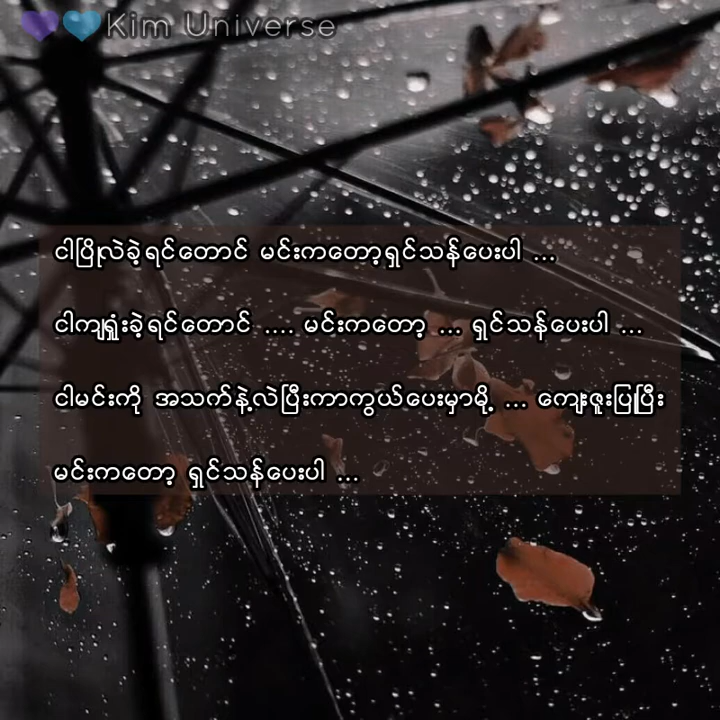 Kim Universe
ငါပြိုလဲခဲ့ရင်တောင် မင်းကတော့ရှင်သန်ပေးပါ ...
ငါကျရှုံးခဲ့ရင်တောင် .... မင်းကတော့ ... ရှင်သန်ပေးပါ ...
ငါမင်းကို အသက်နဲ့လဲပြီးကာကွယ်ပေးမှာမို့ ... ကျေးဇူးပြုပြီး
မင်းကတော့ ရှင်သန်ပေးပါ ...